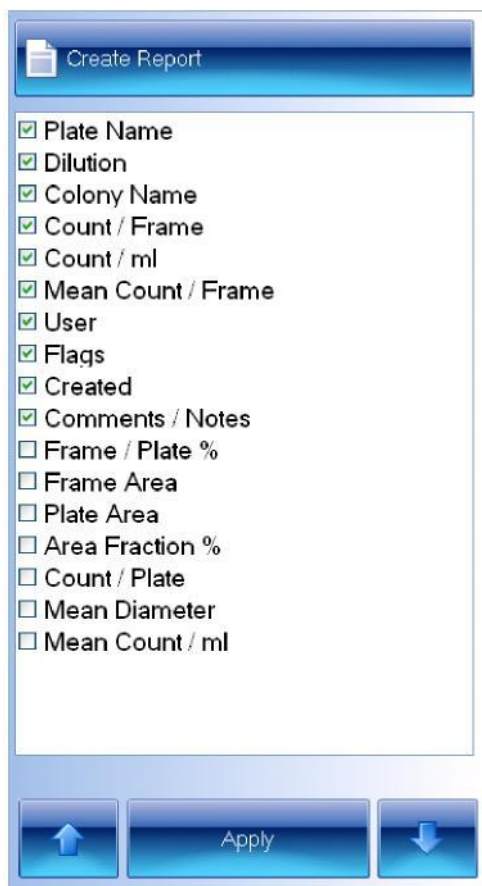 Create Report
Plate Name
Dilution
Colony Name
Count / Frame
Count / ml
Mean Count / Frame
User
Flags
Created
Comments / Notes
Frame / Plate %
Frame Area
Plate Area
Area Fraction %
Count / Plate
Mean Diameter
Mean Count / ml
Apply